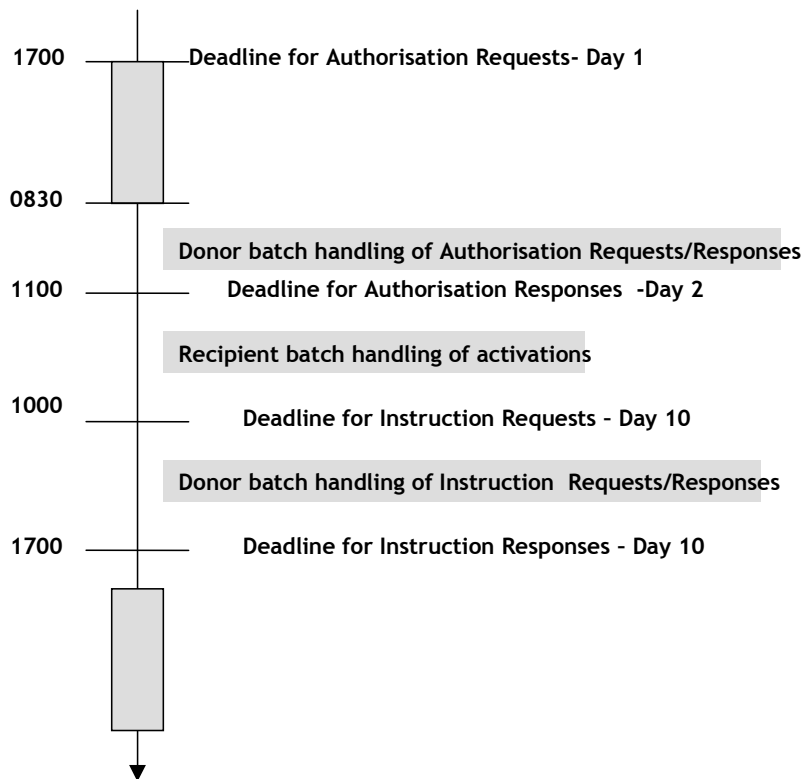 1700 Deadline for Authorisation Requests- Day 1
0830
Donor batch handling of Authorisation Requests/Responses
1100 Deadline for Authorisation Responses -Day 2
Recipient batch handling of activations
1000 Deadline for Instruction Requests – Day 10
Donor batch handling of Instruction Requests/Responses
1700 Deadline for Instruction Responses – Day 10